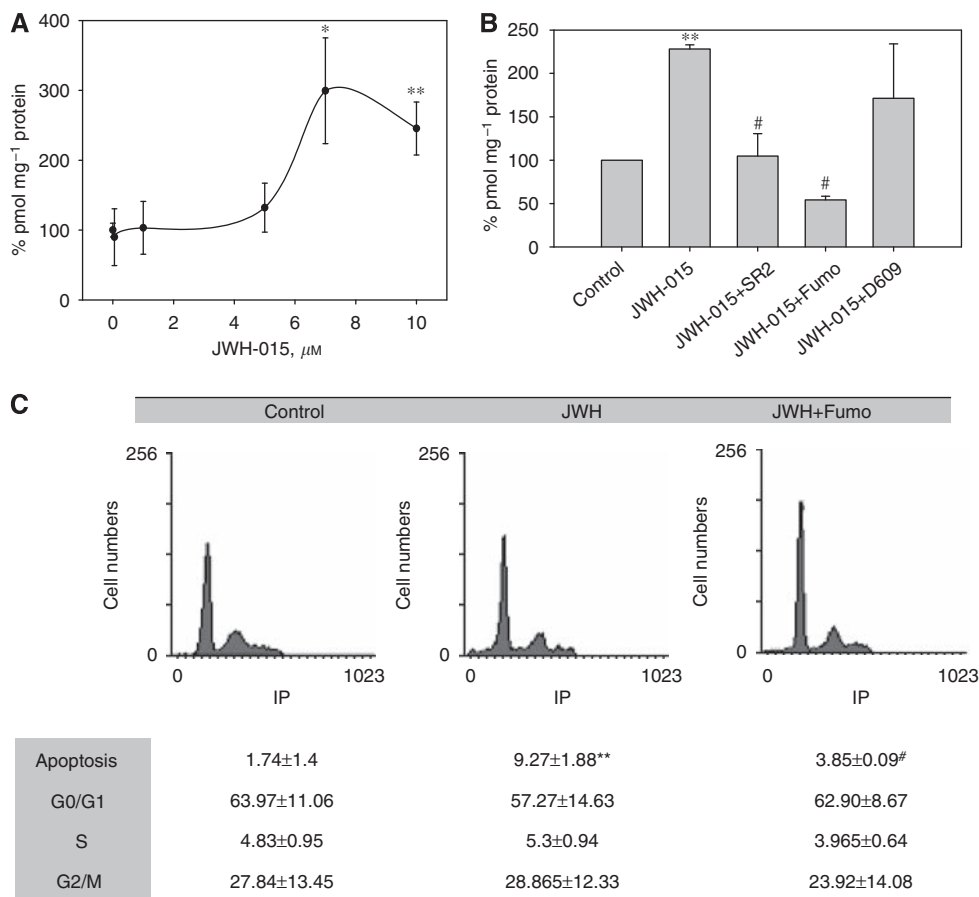 A
400
300
200
100
0
% pmol mg⁻¹ protein
0 2 4 6 8 10
JWH-015, μM
*
**
B
250
200
150
100
50
0
% pmol mg⁻¹ protein
**
#
#
Control
JWH-015
JWH-015+SR2
JWH-015+Fumo
JWH-015+D609
C
Control JWH JWH+Fumo
256
Cell numbers
0
0 1023
IP
256
Cell numbers
0
0 1023
IP
256
Cell numbers
0
0 1023
IP
Apoptosis 1.74±1.4 9.27±1.88** 3.85±0.09#
G0/G1 63.97±11.06 57.27±14.63 62.90±8.67
S 4.83±0.95 5.3±0.94 3.965±0.64
G2/M 27.84±13.45 28.865±12.33 23.92±14.08